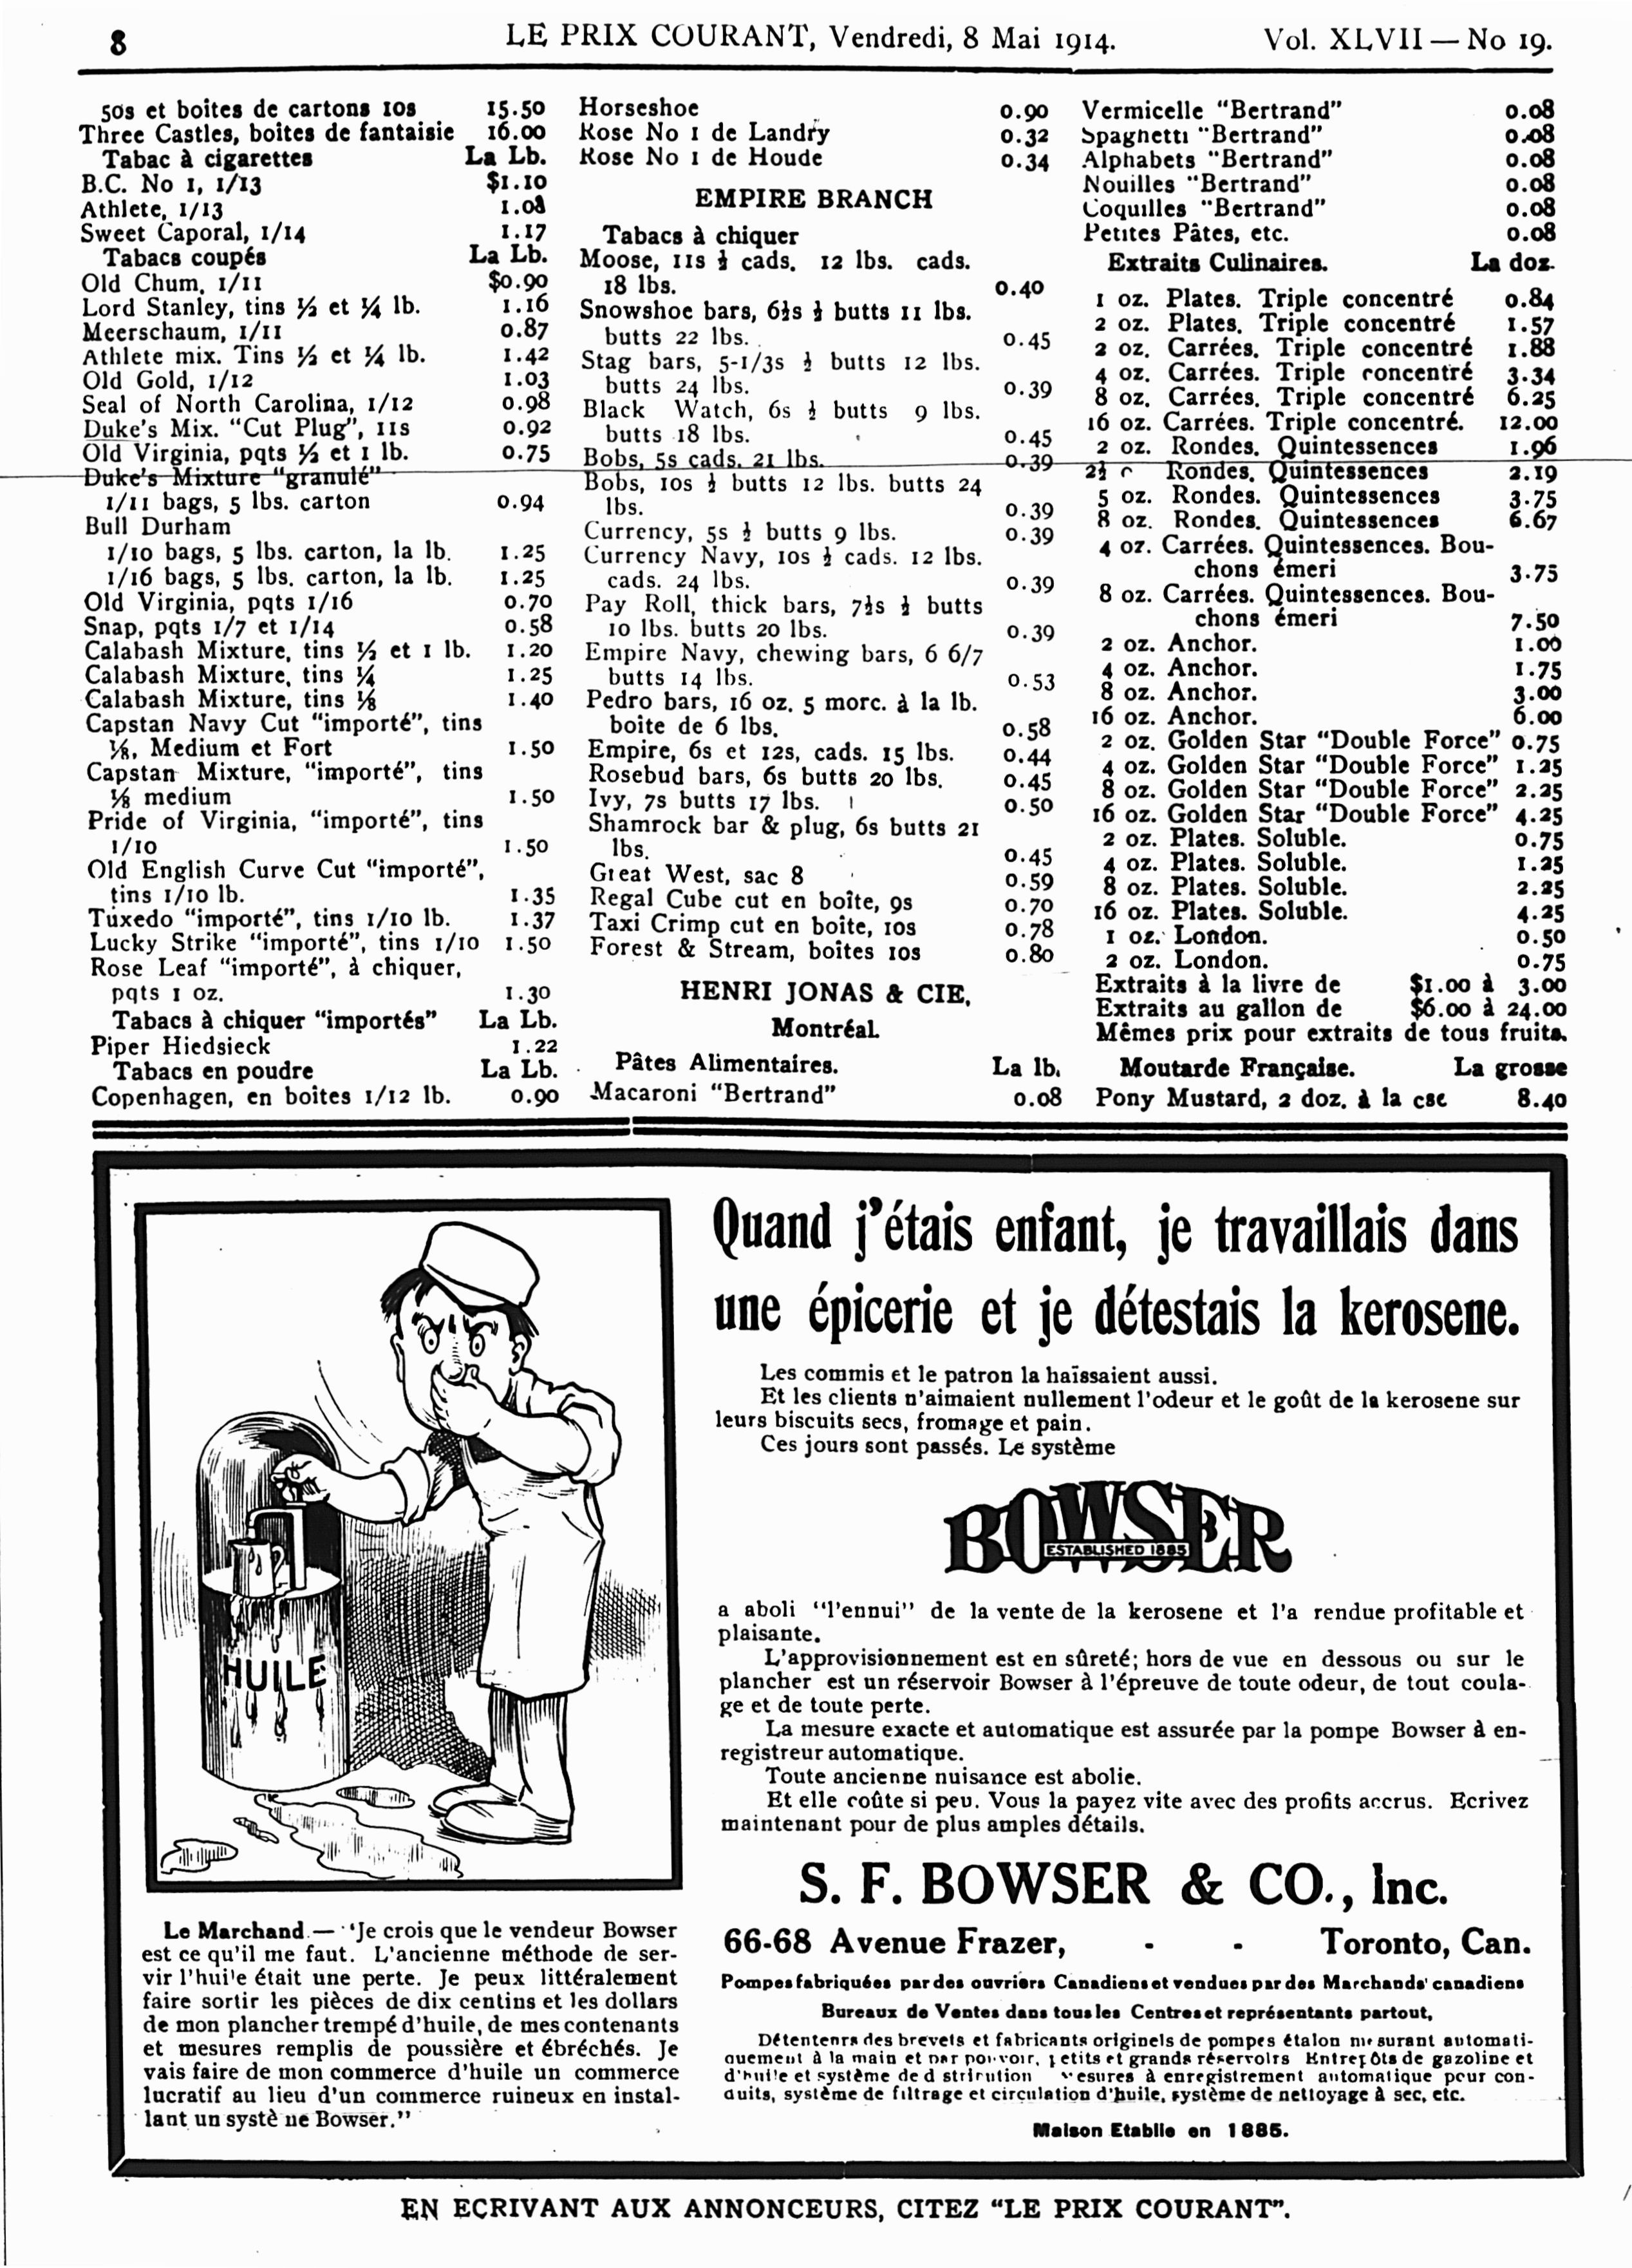 8
LE PRIX COURANT, Vendredi, 8 Mai 1914.
Vol. XLVII — No 19.
50s et boites de cartons 10s 15.50
Three Castles, boites de fantaisie 16.00
Tabac à cigarettes La Lb.
B.C. No 1, 1/13 $1.10
Athlete, 1/13 1.08
Sweet Caporal, 1/14 1.17
Tabacs coupés La Lb.
Old Chum, 1/11 $0.90
Lord Stanley, tins ½ et ¼ lb. 1.16
Meerschaum, 1/11 0.87
Athlete mix. Tins ½ et ¼ lb. 1.42
Old Gold, 1/12 1.03
Seal of North Carolina, 1/12 0.98
Duke's Mix. "Cut Plug", 11s 0.92
Old Virginia, pqts ½ et 1 lb. 0.75
Duke's Mixture "granulé"
1/11 bags, 5 lbs. carton 0.94
Bull Durham
1/10 bags, 5 lbs. carton, la lb. 1.25
1/16 bags, 5 lbs. carton, la lb. 1.25
Old Virginia, pqts 1/16 0.70
Snap, pqts 1/7 et 1/14 0.58
Calabash Mixture, tins ½ et 1 lb. 1.20
Calabash Mixture, tins ¼ 1.25
Calabash Mixture, tins ⅛ 1.40
Capstan Navy Cut "importé", tins
⅛, Medium et Fort 1.50
Capstan Mixture, "importé", tins
⅛ medium 1.50
Pride of Virginia, "importé", tins
1/10 1.50
Old English Curve Cut "importé",
tins 1/10 lb. 1.35
Tuxedo "importé", tins 1/10 lb. 1.37
Lucky Strike "importé", tins 1/10 1.50
Rose Leaf "importé", à chiquer,
pqts 1 oz. 1.30
Tabacs à chiquer "importés" La Lb.
Piper Hiedsieck 1.22
Tabacs en poudre La Lb.
Copenhagen, en boites 1/12 lb. 0.90
Horseshoe 0.90
Rose No 1 de Landry 0.32
Rose No 1 de Houde 0.34
EMPIRE BRANCH
Tabacs à chiquer
Moose, 11s ½ cads. 12 lbs. cads.
18 lbs. 0.40
Snowshoe bars, 6½s ½ butts 11 lbs.
butts 22 lbs. 0.45
Stag bars, 5-1/3s ½ butts 12 lbs.
butts 24 lbs. 0.39
Black Watch, 6s ½ butts 9 lbs.
butts 18 lbs. 0.45
Bobs, 5s cads. 21 lbs. 0.39
Bobs, 10s ½ butts 12 lbs. butts 24
lbs. 0.39
Currency, 5s ½ butts 9 lbs. 0.39
Currency Navy, 10s ½ cads. 12 lbs.
cads. 24 lbs. 0.39
Pay Roll, thick bars, 7½s ½ butts
10 lbs. butts 20 lbs. 0.39
Empire Navy, chewing bars, 6 6/7
butts 14 lbs. 0.53
Pedro bars, 16 oz. 5 morc. à la lb.
boite de 6 lbs. 0.58
Empire, 6s et 12s, cads. 15 lbs. 0.44
Rosebud bars, 6s butts 20 lbs. 0.45
Ivy, 7s butts 17 lbs. 0.50
Shamrock bar & plug, 6s butts 21
lbs. 0.45
Great West, sac 8 0.59
Regal Cube cut en boîte, 9s 0.70
Taxi Crimp cut en boite, 10s 0.78
Forest & Stream, boîtes 10s 0.80
HENRI JONAS & CIE,
Montréal
Pâtes Alimentaires. La lb.
Macaroni "Bertrand" 0.08
Vermicelle "Bertrand" 0.08
Spaghetti "Bertrand" 0.08
Alphabets "Bertrand" 0.08
Nouilles "Bertrand" 0.08
Coquilles "Bertrand" 0.08
Petites Pâtes, etc. 0.08
Extraits Culinaires. La doz.
1 oz. Plates. Triple concentré 0.84
2 oz. Plates. Triple concentré 1.57
2 oz. Carrées. Triple concentré 1.88
4 oz. Carrées. Triple concentré 3.34
8 oz. Carrées. Triple concentré 6.25
16 oz. Carrées. Triple concentré. 12.00
2 oz. Rondes. Quintessences 1.96
2½ Rondes. Quintessences 2.19
5 oz. Rondes. Quintessences 3.75
8 oz. Rondes. Quintessences 6.67
4 oz. Carrées. Quintessences. Bou-
chons émeri 3.75
8 oz. Carrées. Quintessences. Bou-
chons émeri 7.50
2 oz. Anchor. 1.00
4 oz. Anchor. 1.75
8 oz. Anchor. 3.00
16 oz. Anchor. 6.00
2 oz. Golden Star "Double Force" 0.75
4 oz. Golden Star "Double Force" 1.25
8 oz. Golden Star "Double Force" 2.25
16 oz. Golden Star "Double Force" 4.25
2 oz. Plates. Soluble. 0.75
4 oz. Plates. Soluble. 1.25
8 oz. Plates. Soluble. 2.25
16 oz. Plates. Soluble. 4.25
1 oz. London. 0.50
2 oz. London. 0.75
Extraits à la livre de $1.00 à 3.00
Extraits au gallon de $6.00 à 24.00
Mêmes prix pour extraits de tous fruits.
Moutarde Française. La grosse
Pony Mustard, 2 doz. à la cse 8.40
HUILE
Le Marchand.— "Je crois que le vendeur Bowser
est ce qu'il me faut. L'ancienne méthode de ser-
vir l'huile était une perte. Je peux littéralement
faire sortir les pièces de dix centins et les dollars
de mon plancher trempé d'huile, de mes contenants
et mesures remplis de poussière et ébréchés. Je
vais faire de mon commerce d'huile un commerce
lucratif au lieu d'un commerce ruineux en instal-
lant un système Bowser."
Quand j'étais enfant, je travaillais dans
une épicerie et je détestais la kerosene.
Les commis et le patron la haïssaient aussi.
Et les clients n'aimaient nullement l'odeur et le goût de la kerosene sur
leurs biscuits secs, fromage et pain.
Ces jours sont passés. Le système
BOWSER
ESTABLISHED 1885
a aboli "l'ennui" de la vente de la kerosene et l'a rendue profitable et
plaisante.
L'approvisionnement est en sûreté; hors de vue en dessous ou sur le
plancher est un réservoir Bowser à l'épreuve de toute odeur, de tout coula-
ge et de toute perte.
La mesure exacte et automatique est assurée par la pompe Bowser à en-
registreur automatique.
Toute ancienne nuisance est abolie.
Et elle coûte si peu. Vous la payez vite avec des profits accrus. Ecrivez
maintenant pour de plus amples détails.
S. F. BOWSER & CO., Inc.
66-68 Avenue Frazer, - - Toronto, Can.
Pompes fabriquées par des ouvriers Canadiens et vendues par des Marchands canadiens
Bureaux de Ventes dans tous les Centres et représentants partout,
Détenteurs des brevets et fabricants originels de pompes étalon mesurant automati-
quement à la main et par pouvoir, petits et grands réservoirs Entrepôts de gazoline et
d'huile et système de distribution mesures à enregistrement automatique pour con-
duits, système de filtrage et circulation d'huile, système de nettoyage à sec, etc.
Maison Etablie en 1885.
EN ECRIVANT AUX ANNONCEURS, CITEZ "LE PRIX COURANT".